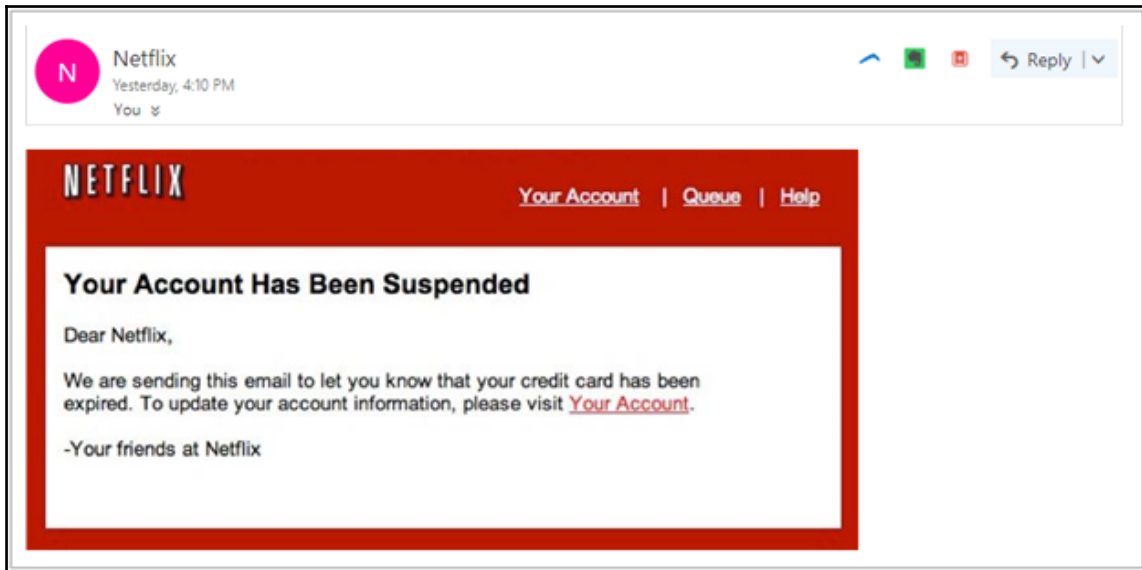 N
Netflix
Yesterday, 4:10 PM
You
Reply
NETFLIX
Your Account | Queue | Help
Your Account Has Been Suspended
Dear Netflix,
We are sending this email to let you know that your credit card has been
expired. To update your account information, please visit Your Account.
-Your friends at Netflix